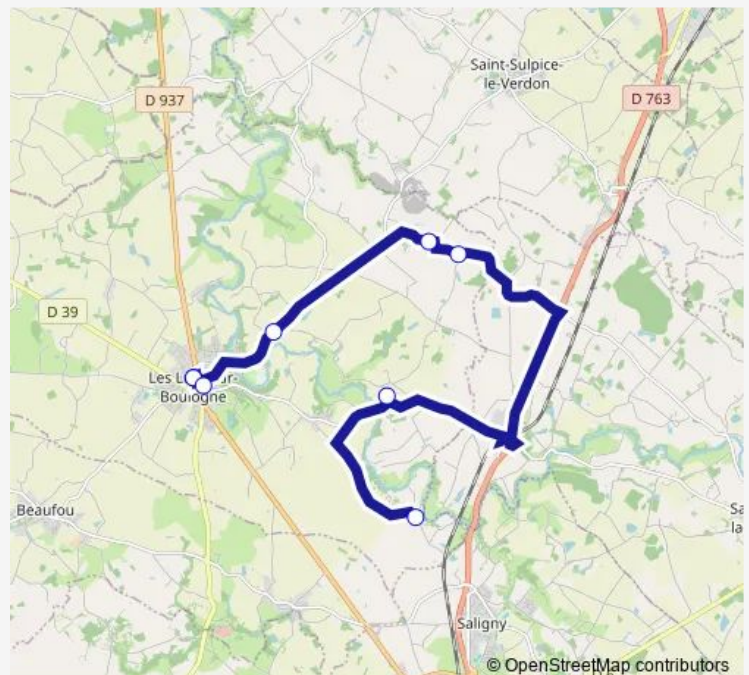 Saint-Sulpice-
le-Verdon
D 937
D 763
D 39
Les
Boulogne
Beaufou
Saligny
© OpenStreetMap contributors